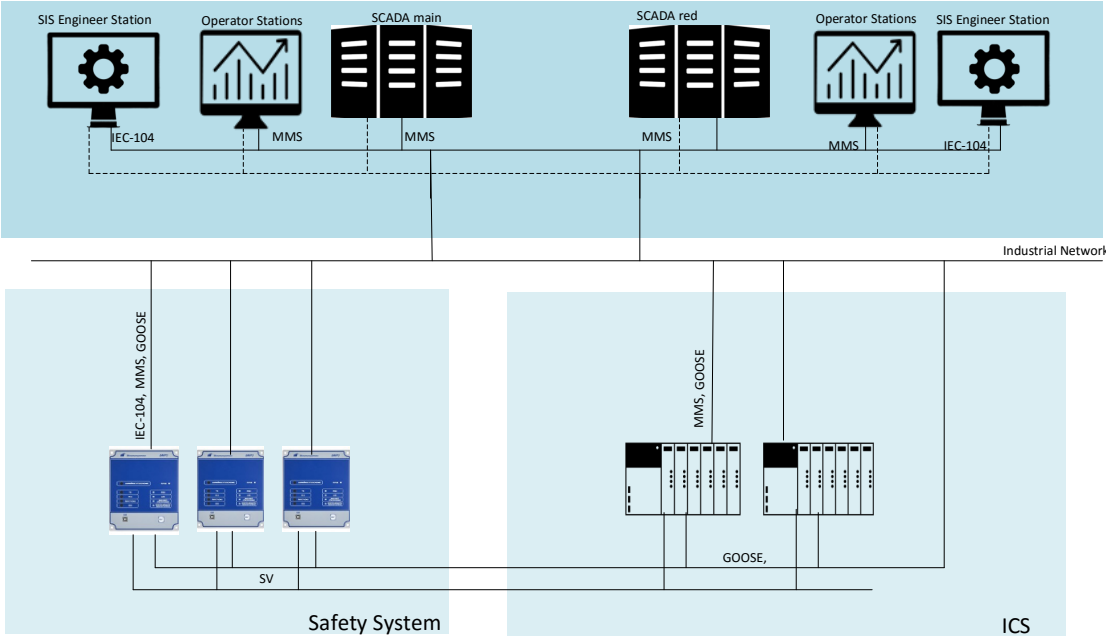 SIS Engineer Station
Operator Stations
SCADA main
SCADA red
Operator Stations
SIS Engineer Station
IEC-104
MMS
MMS
MMS
MMS
IEC-104
Industrial Network
IEC-104, MMS, GOOSE
MMS, GOOSE
GOOSE,
SV
Safety System
ICS